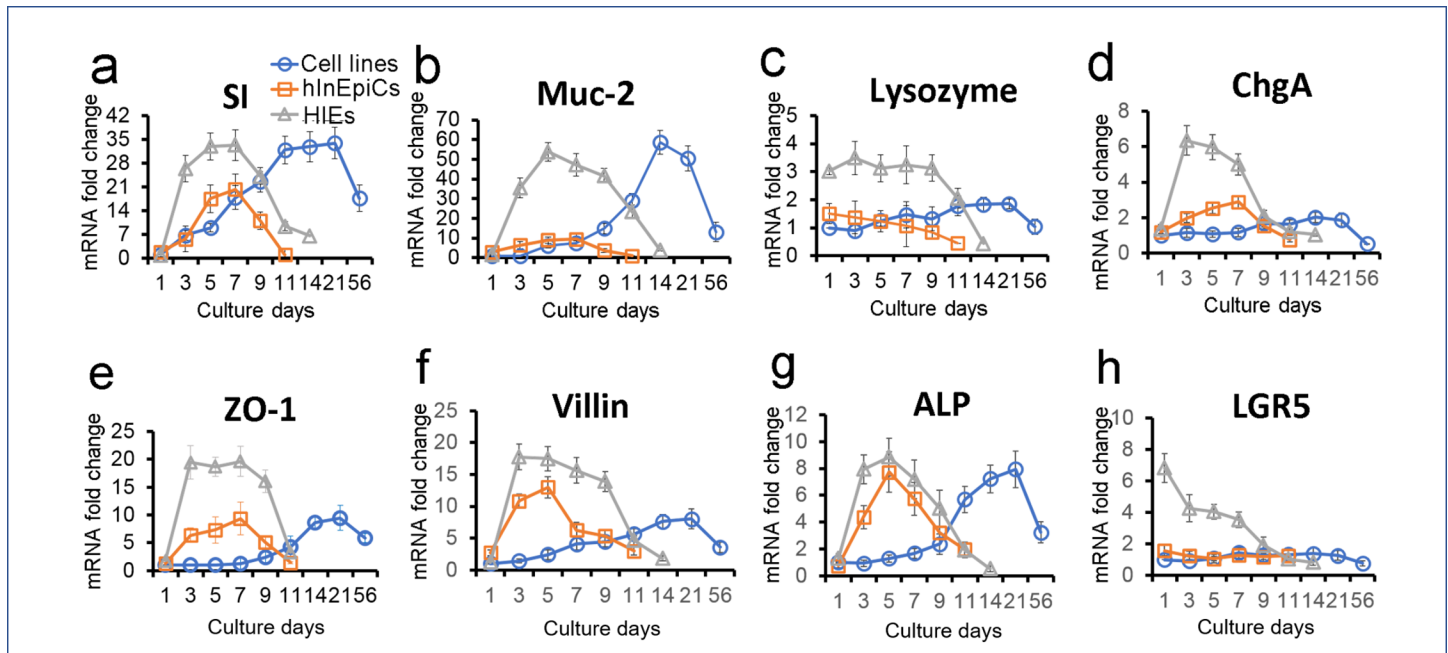 a
SI
Cell lines
hInEpiCs
HIEs
mRNA fold change
42
35
28
21
14
7
0
1 3 5 7 9 11 14 21 56
Culture days
b
Muc-2
mRNA fold change
70
60
50
40
30
20
10
0
1 3 5 7 9 11 14 21 56
Culture days
c
Lysozyme
mRNA fold change
5
4
3
2
1
0
1 3 5 7 9 11 14 21 56
Culture days
d
ChgA
mRNA fold change
8
6
4
2
0
1 3 5 7 9 11 14 21 56
Culture days
e
ZO-1
mRNA fold change
25
20
15
10
5
0
1 3 5 7 9 11 14 21 56
Culture days
f
Villin
mRNA fold change
25
20
15
10
5
0
1 3 5 7 9 11 14 21 56
Culture days
g
ALP
mRNA fold change
12
10
8
6
4
2
0
1 3 5 7 9 11 14 21 56
Culture days
h
LGR5
mRNA fold change
10
8
6
4
2
0
1 3 5 7 9 11 14 21 56
Culture days